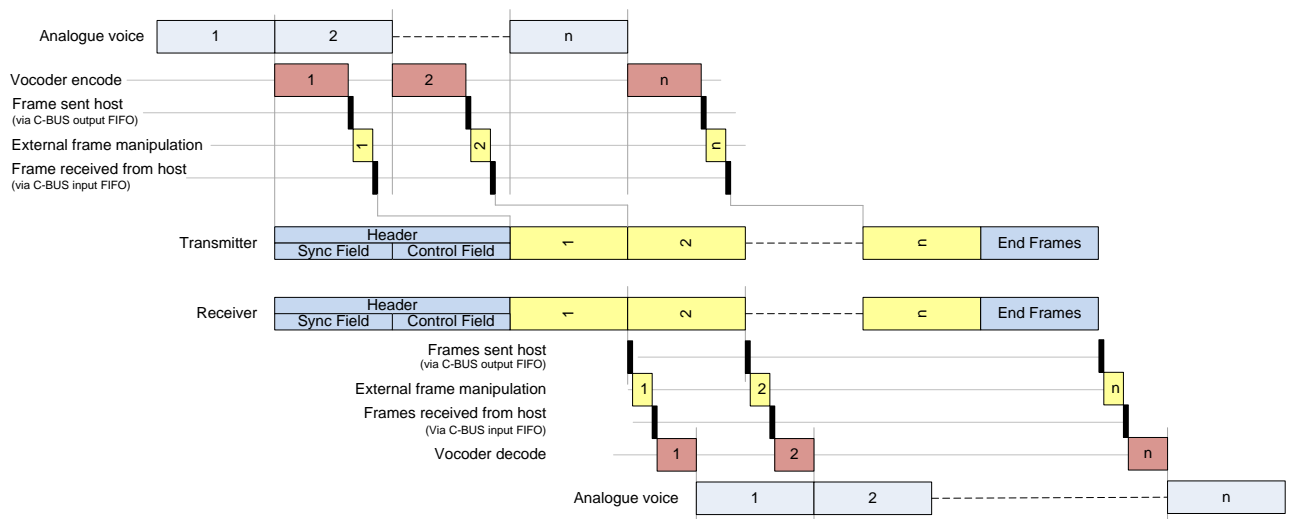 Analogue voice 1 2 n
Vocoder encode 1 2 n
Frame sent host
(via C-BUS output FIFO)
External frame manipulation 1 2 n
Frame received from host
(via C-BUS input FIFO)
Header
Transmitter 1 2 n End Frames
Sync Field Control Field
Header
Receiver 1 2 n End Frames
Sync Field Control Field
Frames sent host
(via C-BUS output FIFO)
External frame manipulation 1 2 n
Frames received from host
(Via C-BUS input FIFO)
Vocoder decode 1 2 n
Analogue voice 1 2 n